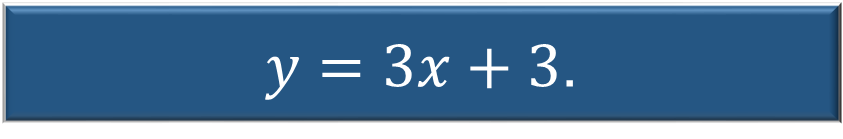 y = 3x + 3.